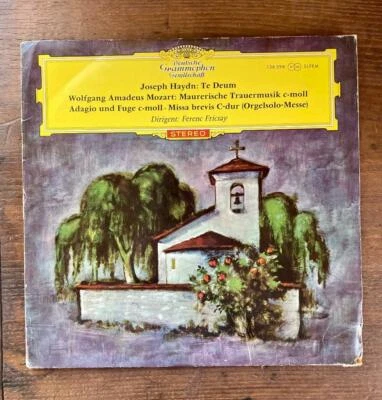 Deutsche
Grammophon
Gesellschaft
SLPEM
Joseph Haydn: Te Deum
Wolfgang Amadeus Mozart: Maurerische Trauermusik c-moll
Adagio und Fuge c-moll · Missa brevis C-dur (Orgelsolo-Messe)
Dirigent: Ferenc Fricsay
STEREO